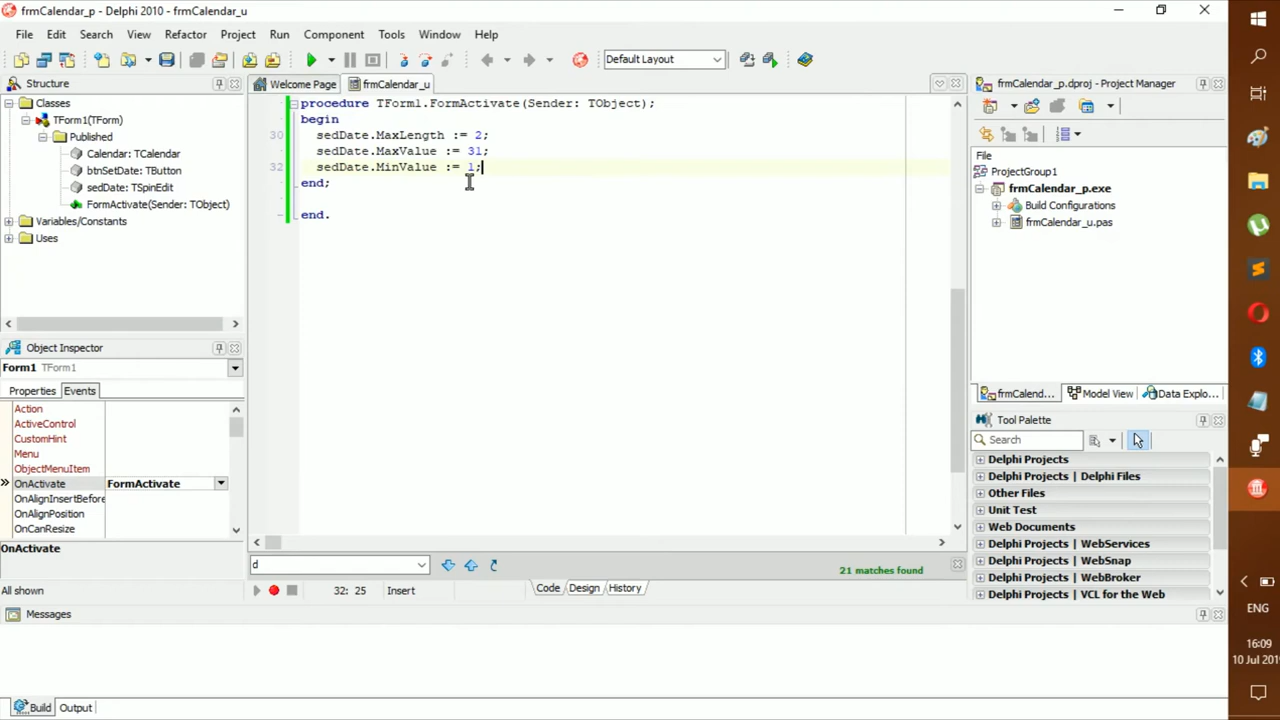 frmCalendar_p - Delphi 2010 - frmCalendar_u
File Edit Search View Refactor Project Run Component Tools Window Help
Default Layout
Structure
Classes
TForm1(TForm)
Published
Calendar: TCalendar
btnSetDate: TButton
sedDate: TSpinEdit
FormActivate(Sender: TObject)
Variables/Constants
Uses
Object Inspector
Form1 TForm1
Properties Events
Action
ActiveControl
CustomHint
Menu
ObjectMenuItem
OnActivate FormActivate
OnAlignInsertBefore
OnAlignPosition
OnCanResize
OnActivate
All shown
Welcome Page frmCalendar_u
procedure TForm1.FormActivate(Sender: TObject);
begin
30 sedDate.MaxLength := 2;
sedDate.MaxValue := 31;
32 sedDate.MinValue := 1;
end;
end.
d
21 matches found
32: 25 Insert Code Design History
Messages
Build Output
frmCalendar_p.dproj - Project Manager
File
ProjectGroup1
frmCalendar_p.exe
Build Configurations
frmCalendar_u.pas
frmCalend... Model View Data Explo...
Tool Palette
Search
Delphi Projects
Delphi Projects | Delphi Files
Other Files
Unit Test
Web Documents
Delphi Projects | WebServices
Delphi Projects | WebSnap
Delphi Projects | WebBroker
Delphi Projects | VCL for the Web
ENG
16:09
10 Jul 201